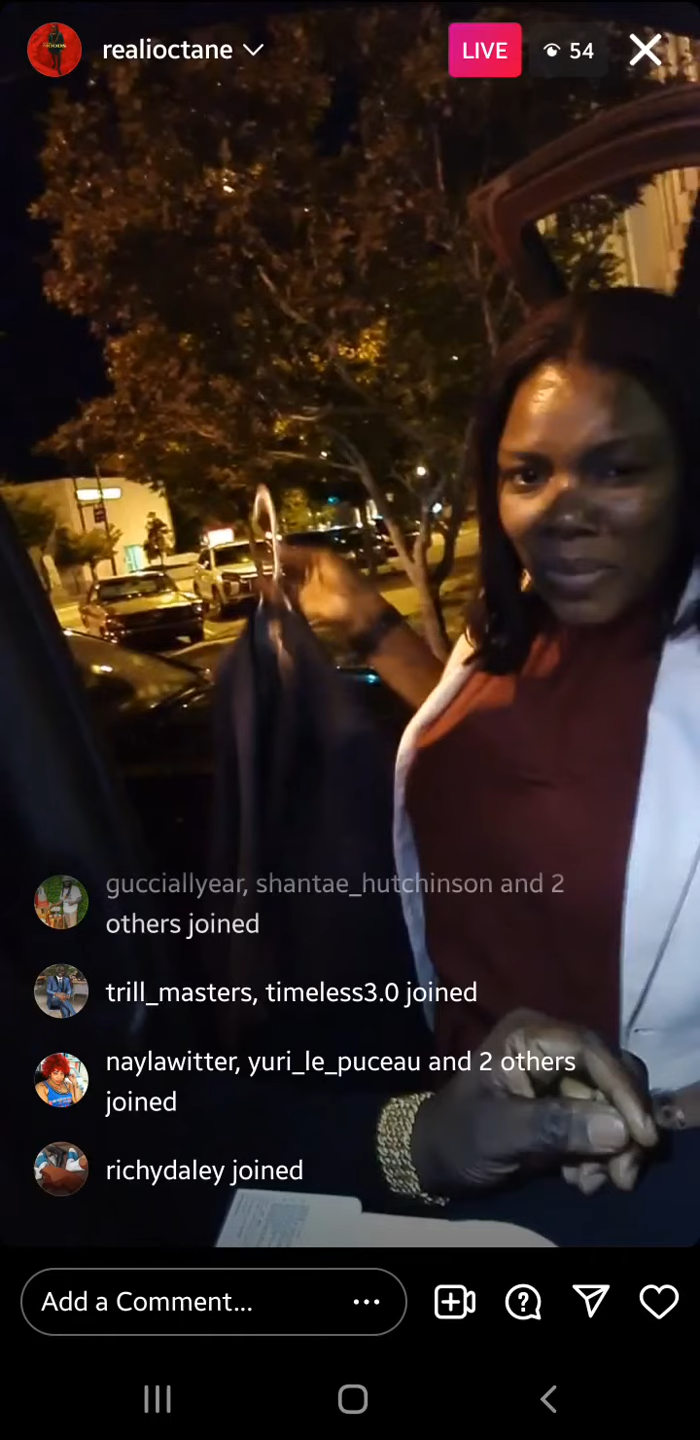 realioctane
LIVE
54
gucciallyear, shantae_hutchinson and 2
others joined
trill_masters, timeless3.0 joined
naylawitter, yuri_le_puceau and 2 others
joined
richydaley joined
Add a Comment...